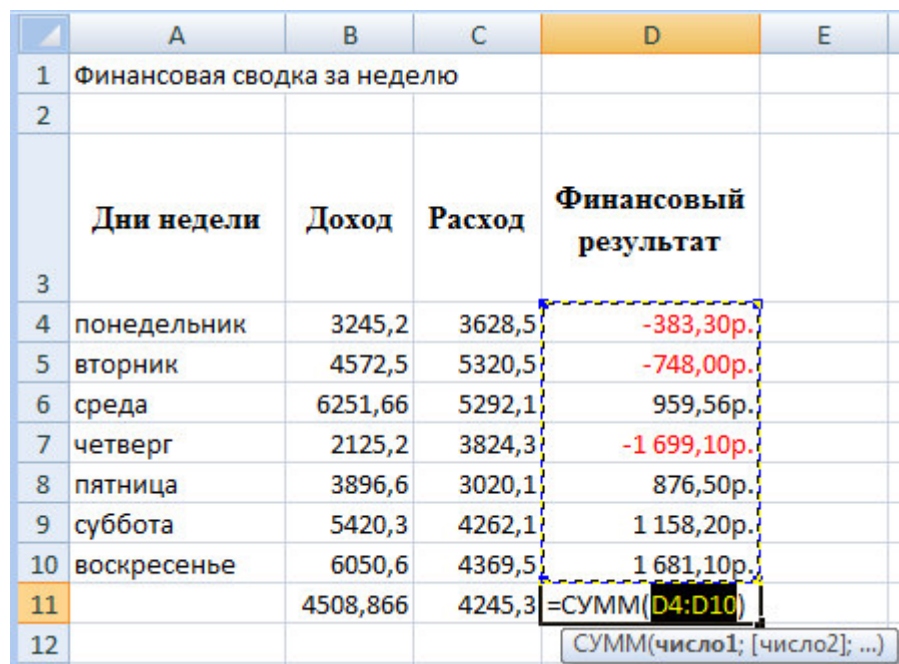 A B C D E
1 Финансовая сводка за неделю
2
3 Дни недели Доход Расход Финансовый результат
4 понедельник 3245,2 3628,5 -383,30р.
5 вторник 4572,5 5320,5 -748,00р.
6 среда 6251,66 5292,1 959,56р.
7 четверг 2125,2 3824,3 -1 699,10р.
8 пятница 3896,6 3020,1 876,50р.
9 суббота 5420,3 4262,1 1 158,20р.
10 воскресенье 6050,6 4369,5 1 681,10р.
11 4508,866 4245,3 =СУММ(D4:D10)
12 СУММ(число1; [число2]; ...)